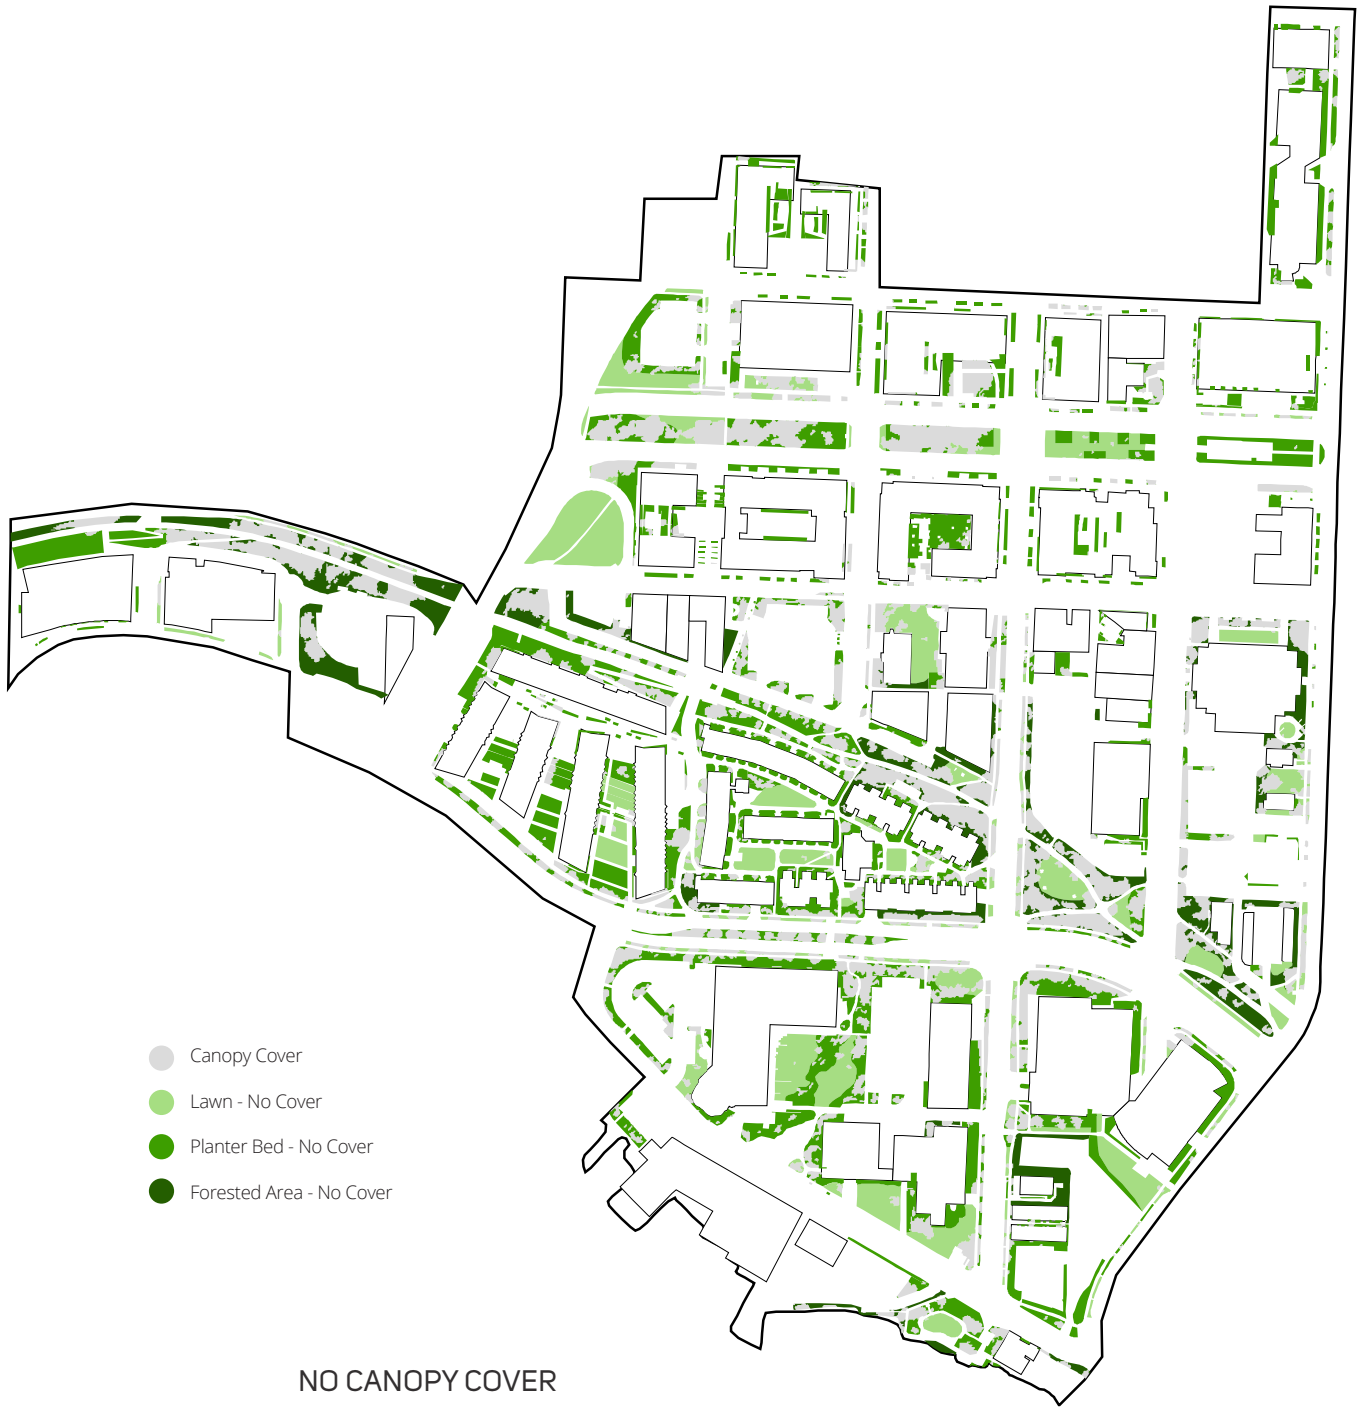 Canopy Cover
Lawn - No Cover
Planter Bed - No Cover
Forested Area - No Cover
NO CANOPY COVER